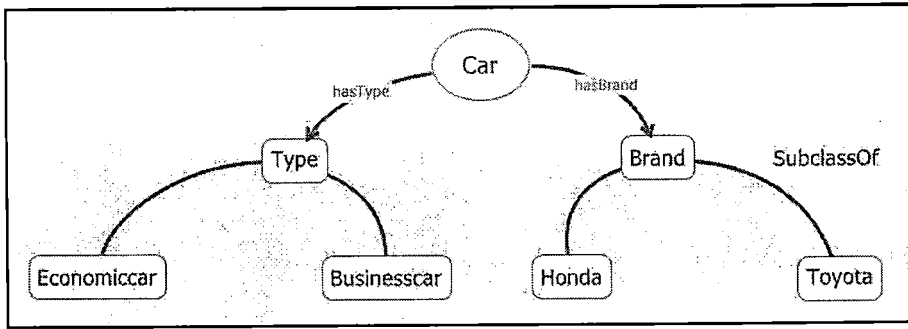 Car
hasType
hasBrand
Type
Brand
SubclassOf
Economiccar
Businesscar
Honda
Toyota